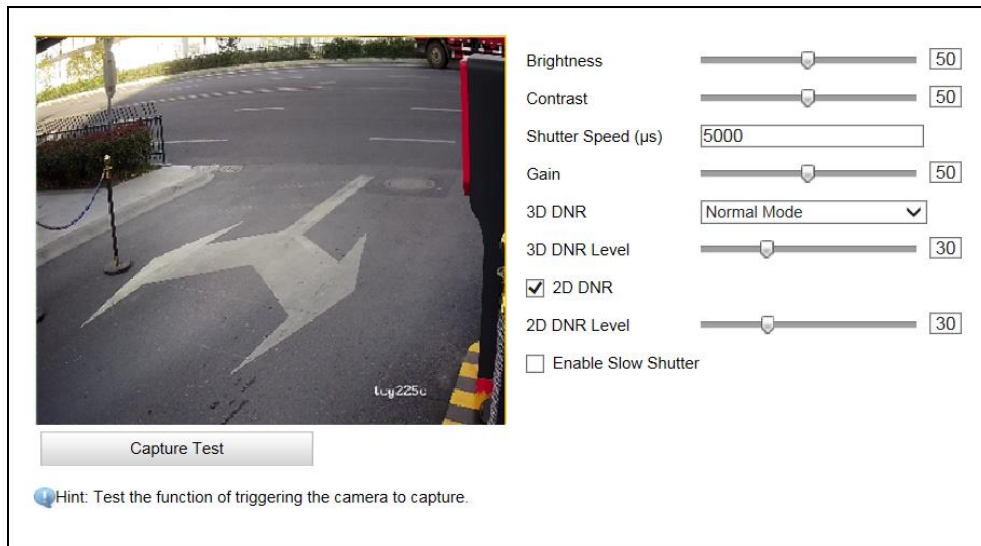 Brightness 50
Contrast 50
Shutter Speed (µs) 5000
Gain 50
3D DNR Normal Mode
3D DNR Level 30
2D DNR
2D DNR Level 30
Enable Slow Shutter
Capture Test
Hint: Test the function of triggering the camera to capture.